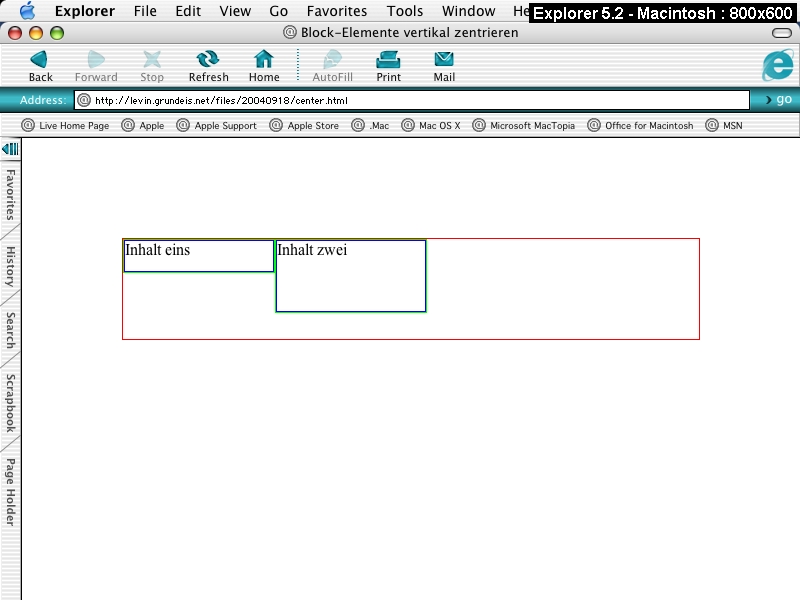 Explorer File Edit View Go Favorites Tools Window He
Explorer 5.2 - Macintosh : 800x600
@ Block-Elemente vertikal zentrieren
Back Forward Stop Refresh Home AutoFill Print Mail
Address: @ http://levin.grundeis.net/files/20040918/center.html › go
@ Live Home Page @ Apple @ Apple Support @ Apple Store @ .Mac @ Mac OS X @ Microsoft MacTopia @ Office for Macintosh @ MSN
Favorites
History
Search
Scrapbook
Page Holder
Inhalt eins
Inhalt zwei